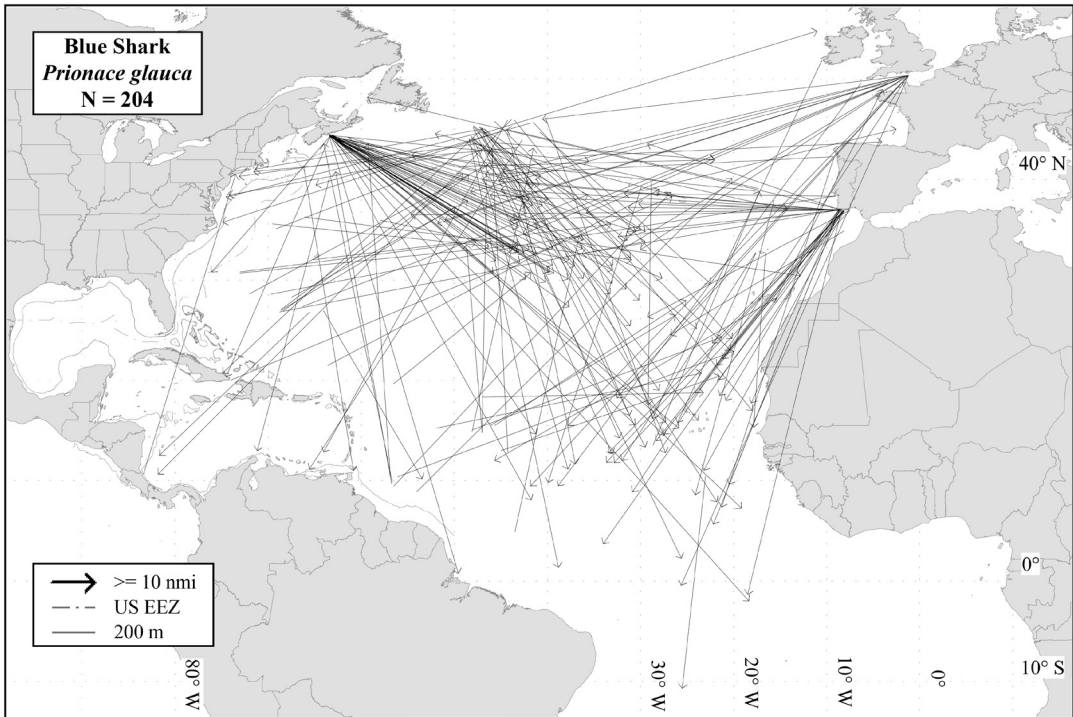 Blue Shark
Prionace glauca
N = 204
40° N
>= 10 nmi
US EEZ
200 m
0°
10° S
80° W
30° W
20° W
10° W
0°